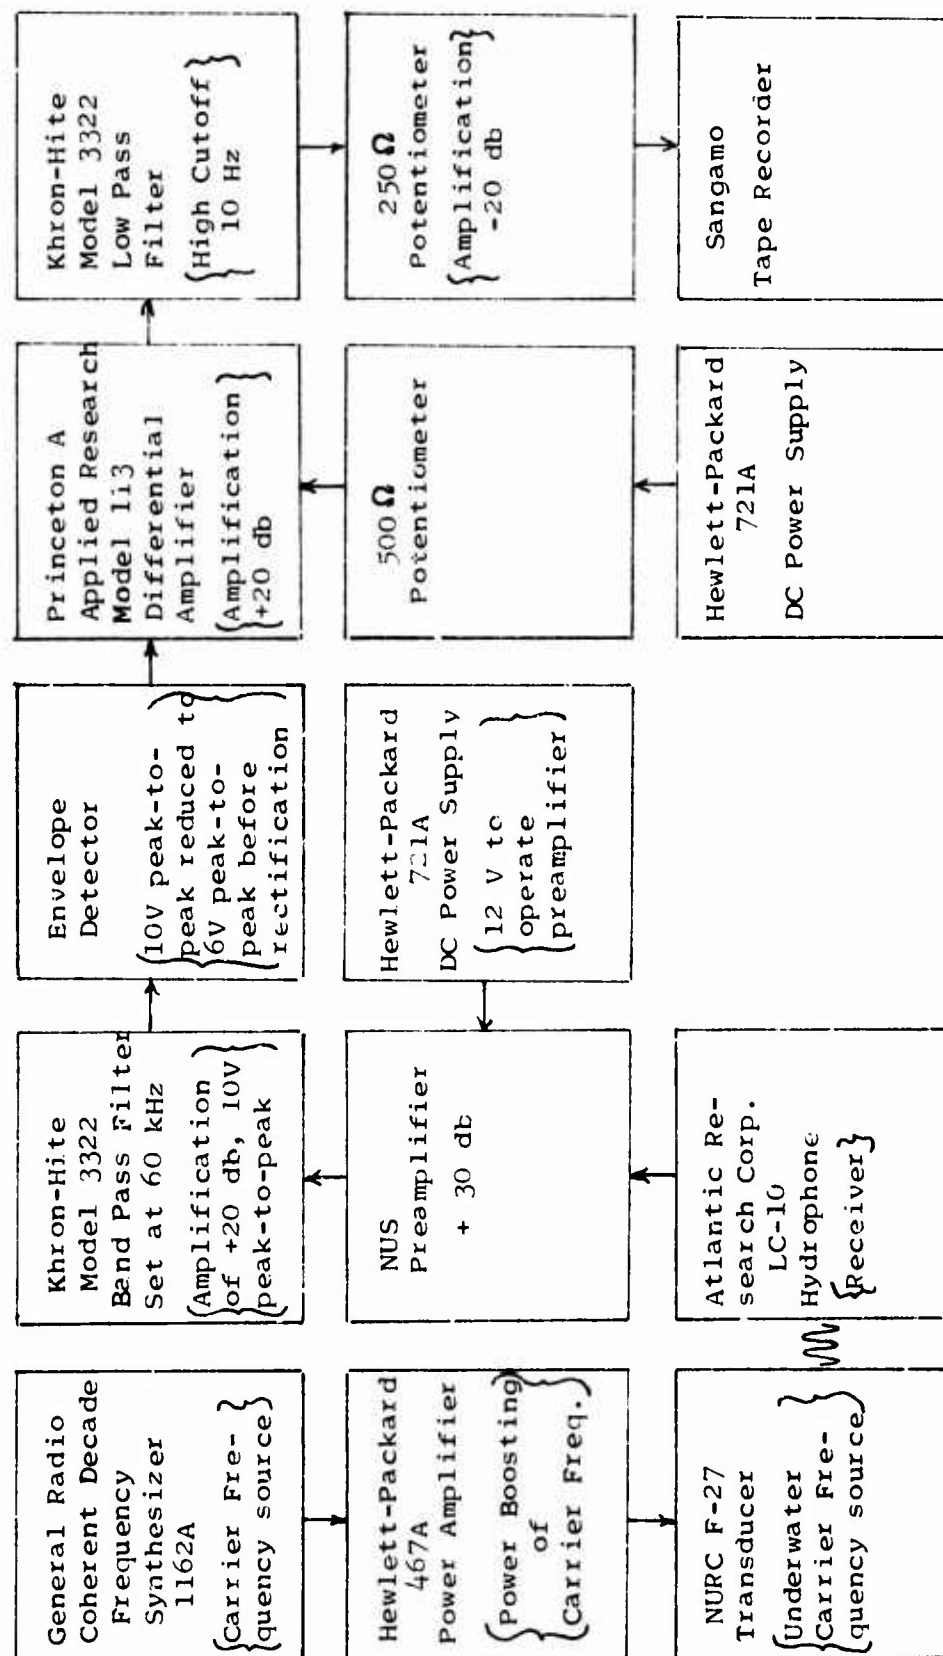 General Radio
Coherent Decade
Frequency
Synthesizer
1162A
{Carrier Fre-
quency source}
Hewlett-Packard
467A
Power Amplifier
{Power Boosting
of
Carrier Freq.}
NURC F-27
Transducer
{Underwater
Carrier Fre-
quency source}
Khron-Hite
Model 3322
Band Pass Filter
Set at 60 kHz
{Amplification
of +20 db, 10V
peak-to-peak}
NUS
Preamplifier
+ 30 db
Atlantic Re-
search Corp.
LC-10
Hydrophone
{Receiver}
Envelope
Detector
{10V peak-to-
peak reduced to
6V peak-to-
peak before
rectification}
Hewlett-Packard
721A
DC Power Supply
{12 V to
operate
preamplifier}
Princeton A
Applied Research
Model 113
Differential
Amplifier
{Amplification
+20 db}
500 Ω
Potentiometer
Hewlett-Packard
721A
DC Power Supply
Khron-Hite
Model 3322
Low Pass
Filter
{High Cutoff
10 Hz}
250 Ω
Potentiometer
{Amplification}
-20 db
Sangamo
Tape Recorder